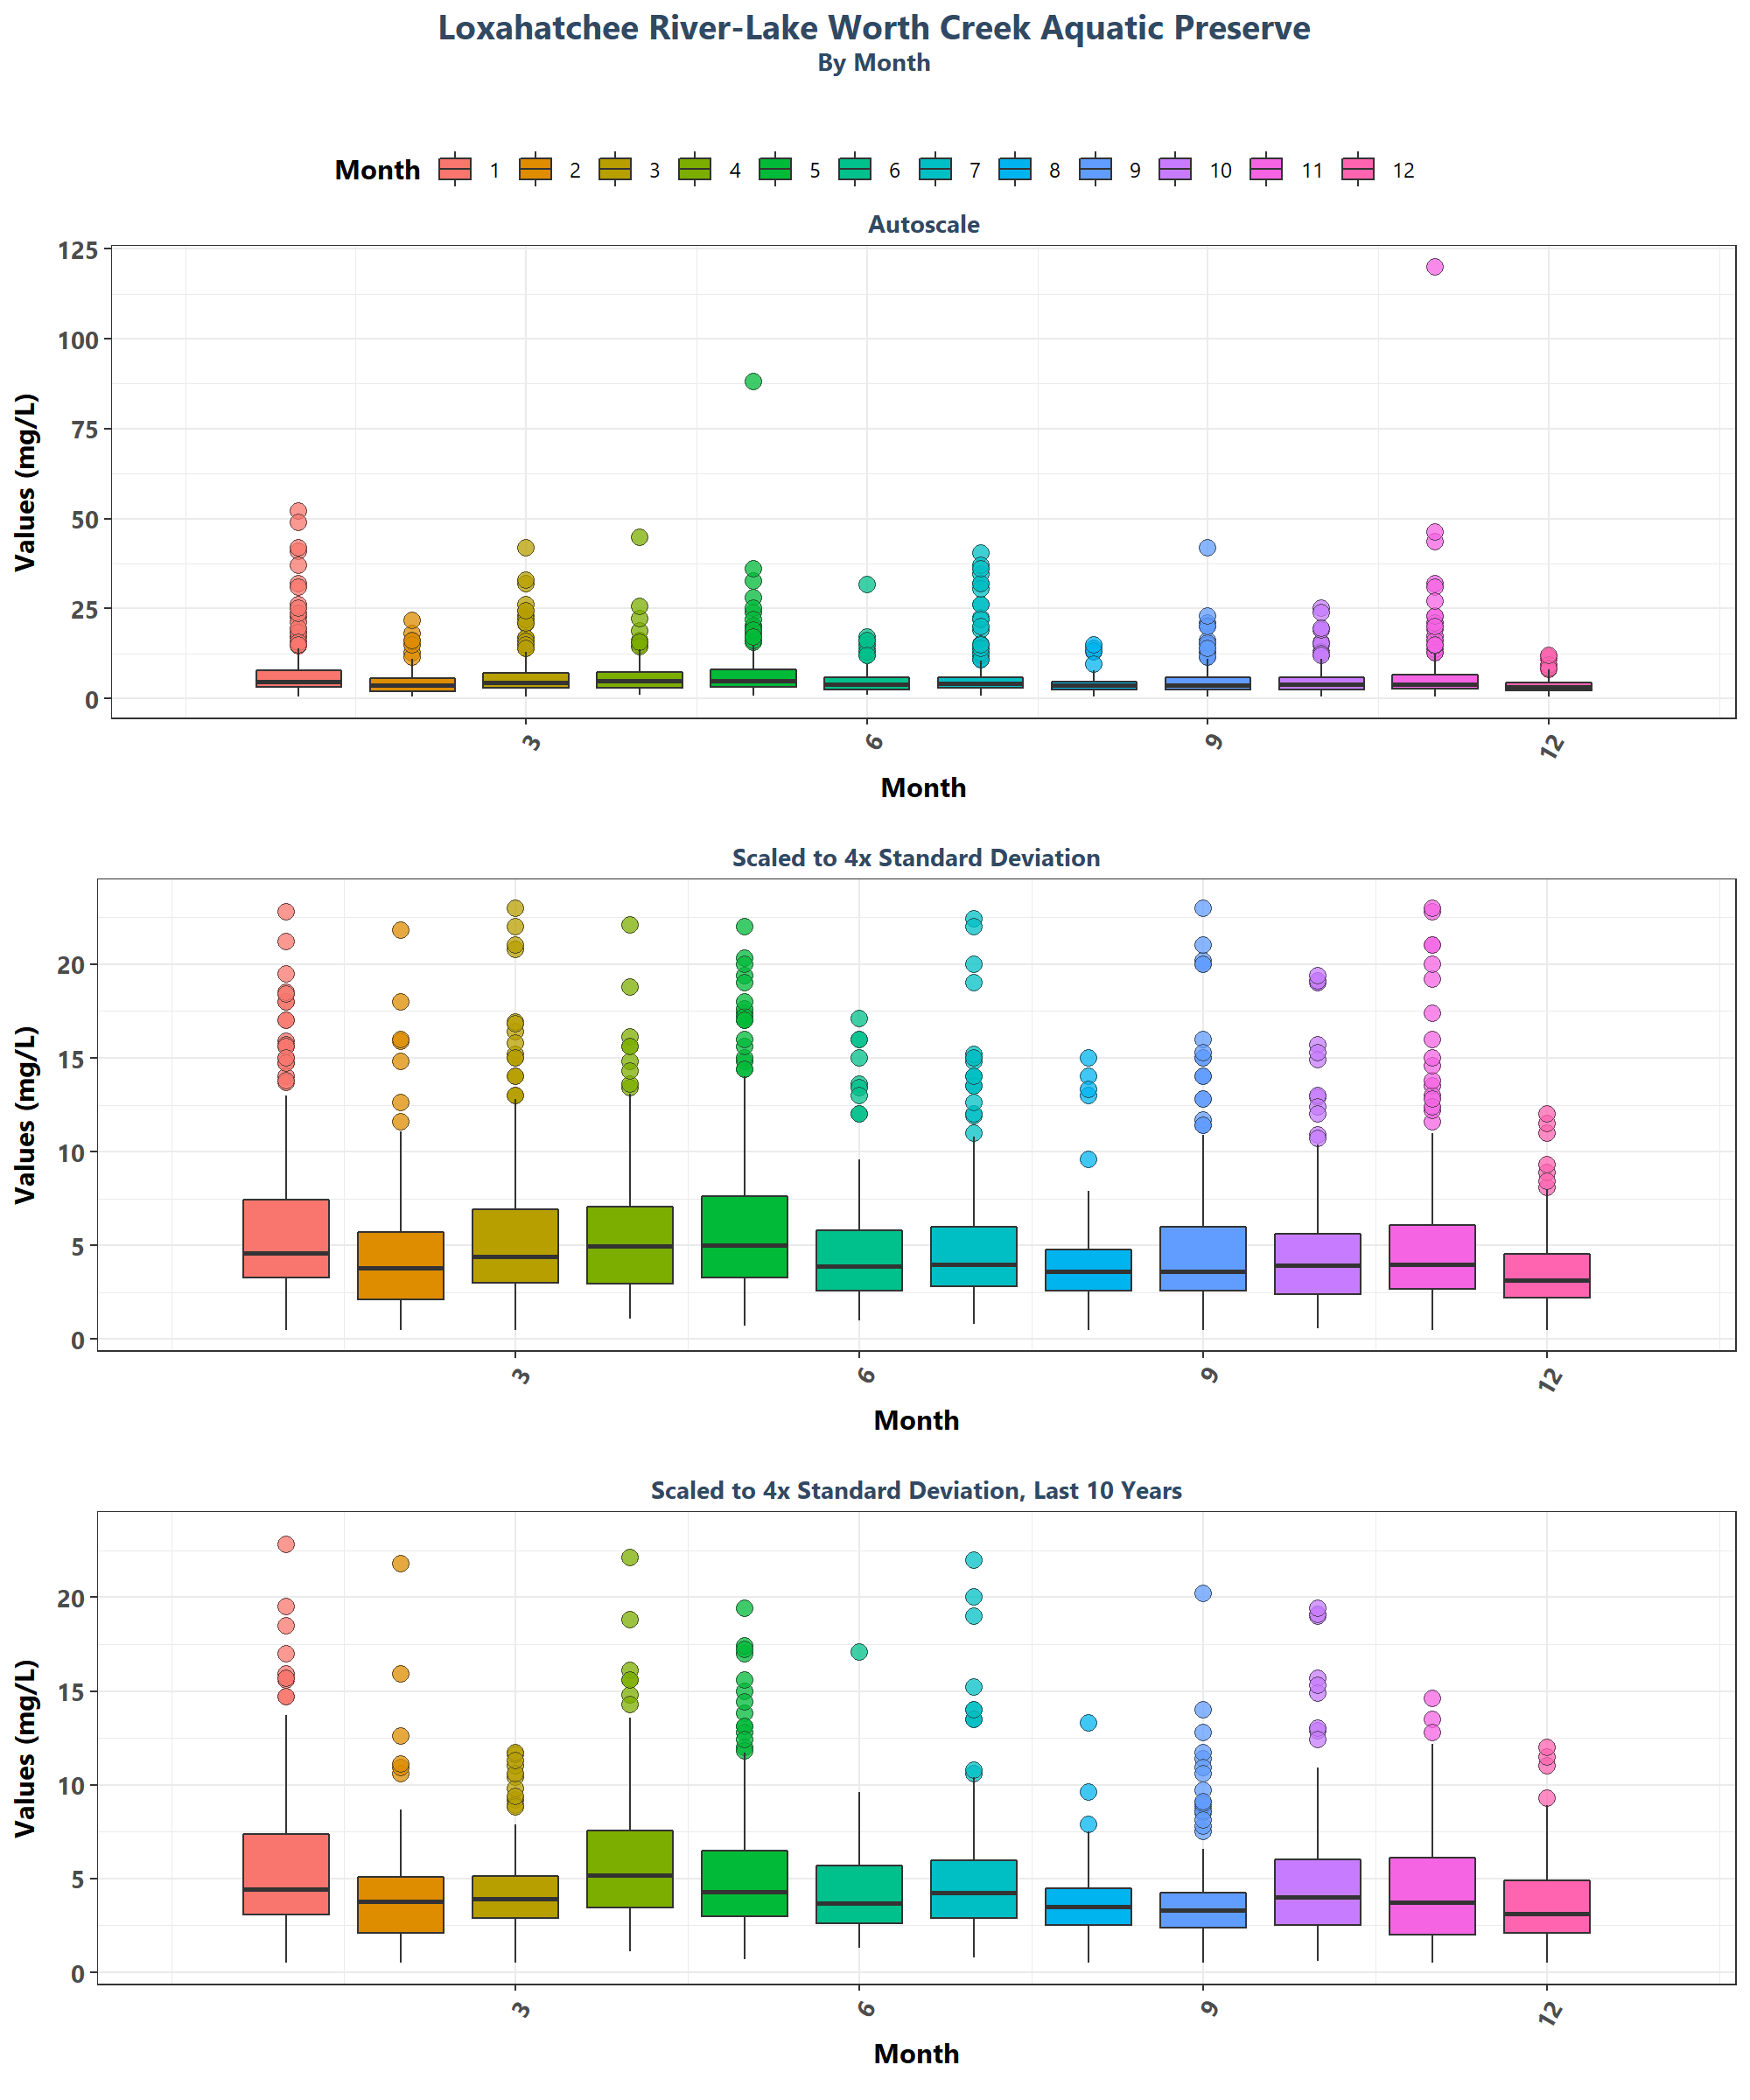 Loxahatchee River-Lake Worth Creek Aquatic Preserve
By Month
Month 1 2 3 4 5 6 7 8 9 10 11 12
Autoscale
Values (mg/L)
125
100
75
50
25
0
3 6 9 12
Month
Scaled to 4x Standard Deviation
Values (mg/L)
20
15
10
5
0
3 6 9 12
Month
Scaled to 4x Standard Deviation, Last 10 Years
Values (mg/L)
20
15
10
5
0
3 6 9 12
Month